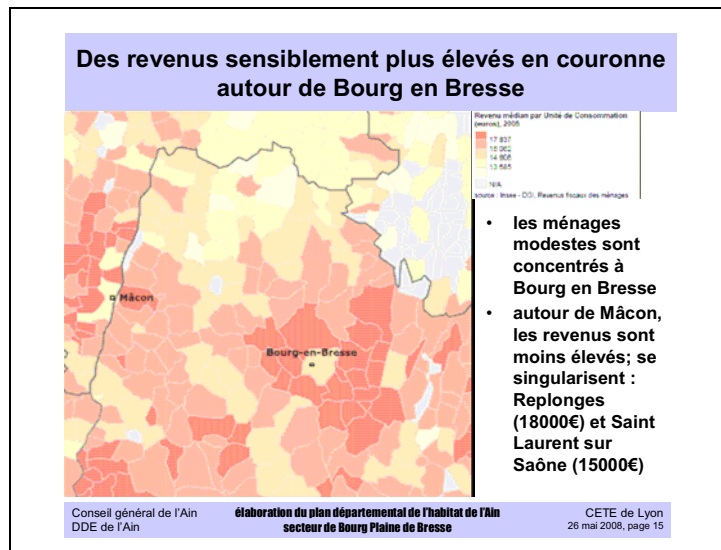 Des revenus sensiblement plus élevés en couronne
autour de Bourg en Bresse
Revenu médian par Unité de Consommation
(euros), 2005
17 837
15 062
14 806
13 685
N/A
source : Insee - DGI, Revenus fiscaux des ménages
Mâcon
Bourg-en-Bresse
• les ménages
modestes sont
concentrés à
Bourg en Bresse
• autour de Mâcon,
les revenus sont
moins élevés; se
singularisent :
Replonges
(18000€) et Saint
Laurent sur
Saône (15000€)
Conseil général de l'Ain
DDE de l'Ain
élaboration du plan départemental de l'habitat de l'Ain
secteur de Bourg Plaine de Bresse
CETE de Lyon
26 mai 2008, page 15